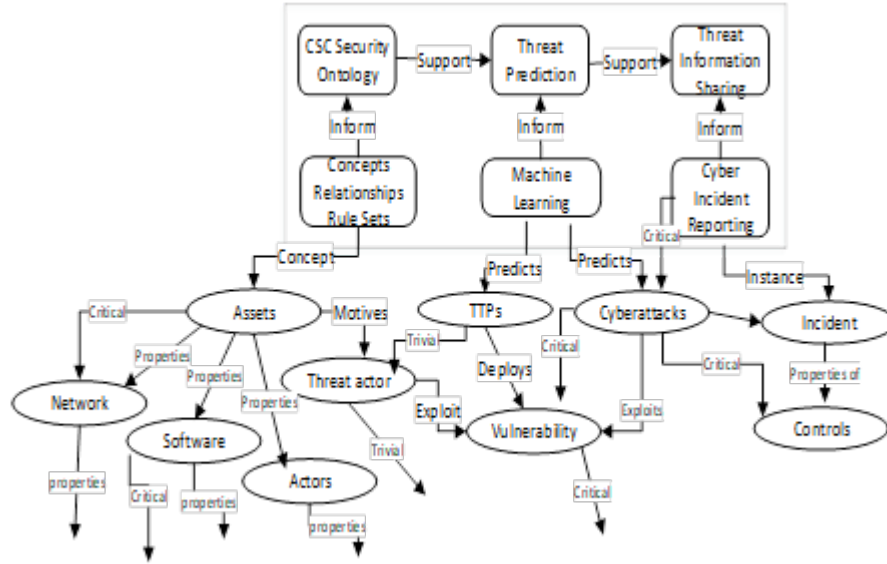 CSC Security
Ontology
Support
Threat
Prediction
Support
Threat
Information
Sharing
Inform
Inform
Inform
Concepts
Relationships
Rule Sets
Machine
Learning
Cyber
Incident
Reporting
Critical
Concept
Predicts
Predicts
Instance
Assets
Motives
TTPs
Cyberattacks
Incident
Critical
Properties
Properties
Properties
Trivial
Deploys
Critical
Exploits
Critical
Properties of
Network
Threat actor
Exploit
Software
Trivial
Vulnerability
Controls
Actors
properties
Critical
properties
properties
Critical